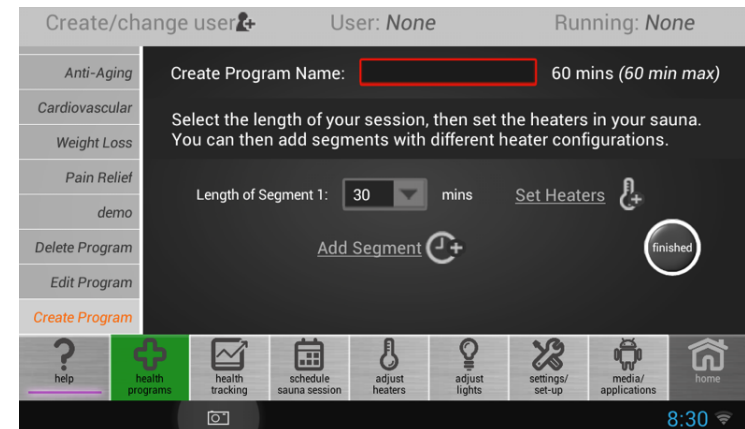 Create/change user
User: None
Running: None
Anti-Aging
Cardiovascular
Weight Loss
Pain Relief
demo
Delete Program
Edit Program
Create Program
Create Program Name:
60 mins (60 min max)
Select the length of your session, then set the heaters in your sauna.
You can then add segments with different heater configurations.
Length of Segment 1:
30
mins
Set Heaters
Add Segment
finished
help
health
programs
health
tracking
schedule
sauna session
adjust
heaters
adjust
lights
settings/
set-up
media/
applications
home
8:30